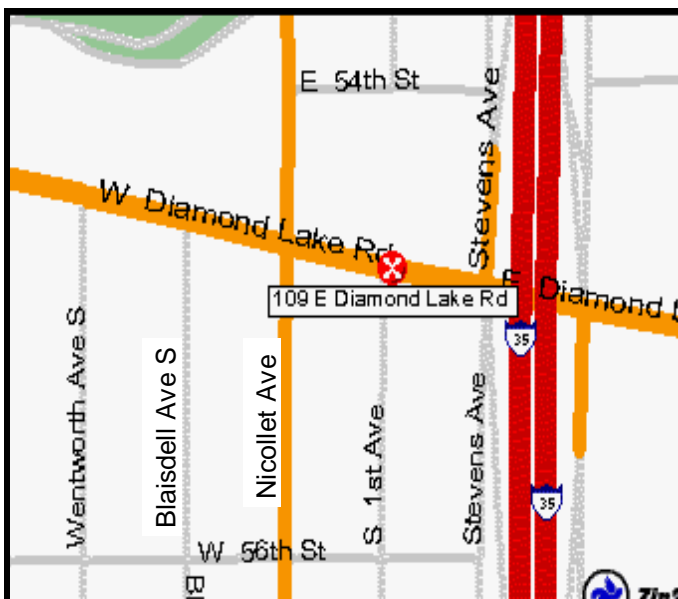 E 54th St
Stevens Ave
W Diamond Lake Rd
109 E Diamond Lake Rd
E Diamond
35
Wentworth Ave S
Blaisdell Ave S
Nicollet Ave
S 1st Ave
Stevens Ave
35
W 56th St
Bl